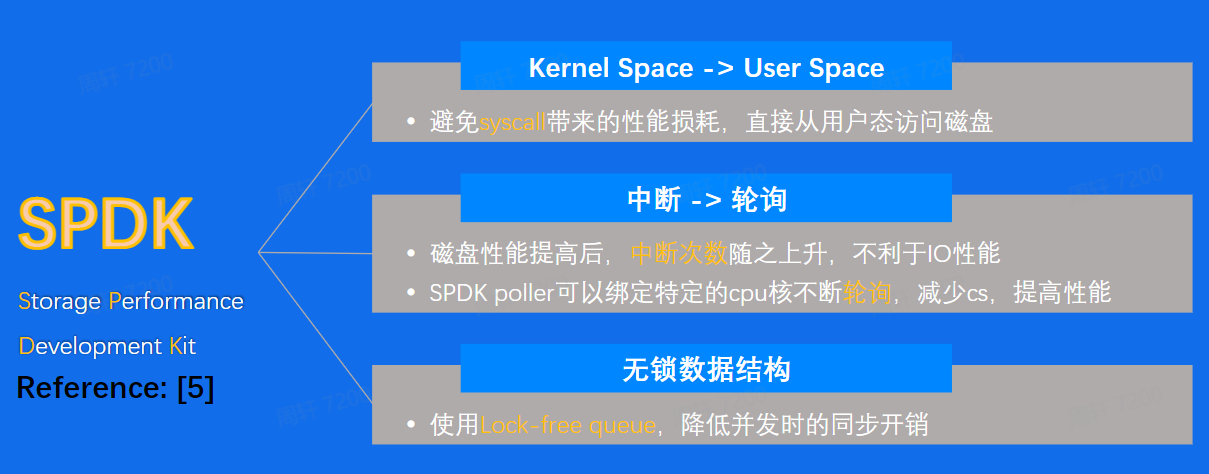 SPDK
Storage Performance
Development Kit
Reference: [5]
Kernel Space -> User Space
• 避免syscall带来的性能损耗，直接从用户态访问磁盘
中断 -> 轮询
• 磁盘性能提高后，中断次数随之上升，不利于IO性能
• SPDK poller可以绑定特定的cpu核不断轮询，减少cs，提高性能
无锁数据结构
• 使用Lock-free queue，降低并发时的同步开销